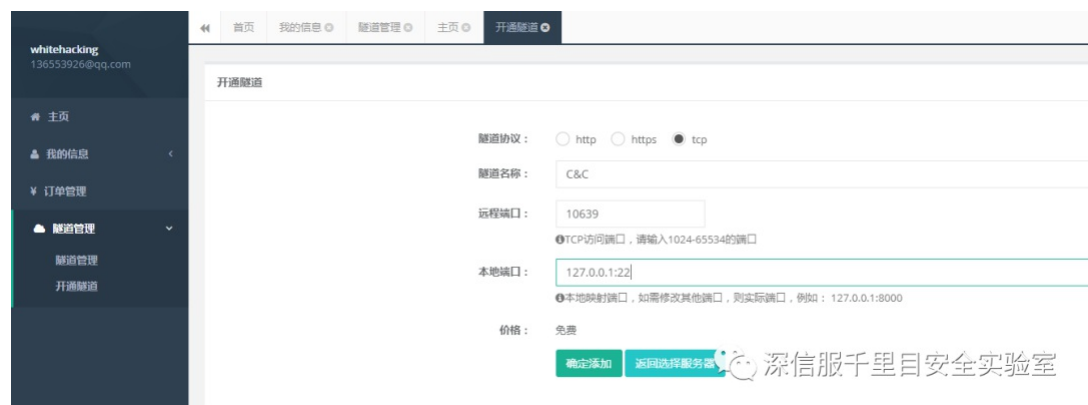 首页 我的信息 隧道管理 主页 开通隧道
whitehacking
136553926@qq.com
主页
我的信息
¥ 订单管理
隧道管理
隧道管理
开通隧道
开通隧道
隧道协议： http https tcp
隧道名称： C&C
远程端口： 10639
TCP访问端口，请输入1024-65534的端口
本地端口： 127.0.0.1:22
本地映射端口，如需修改其他端口，则实际端口，例如： 127.0.0.1:8000
价格： 免费
确定添加 返回选择服务器
深信服千里目安全实验室